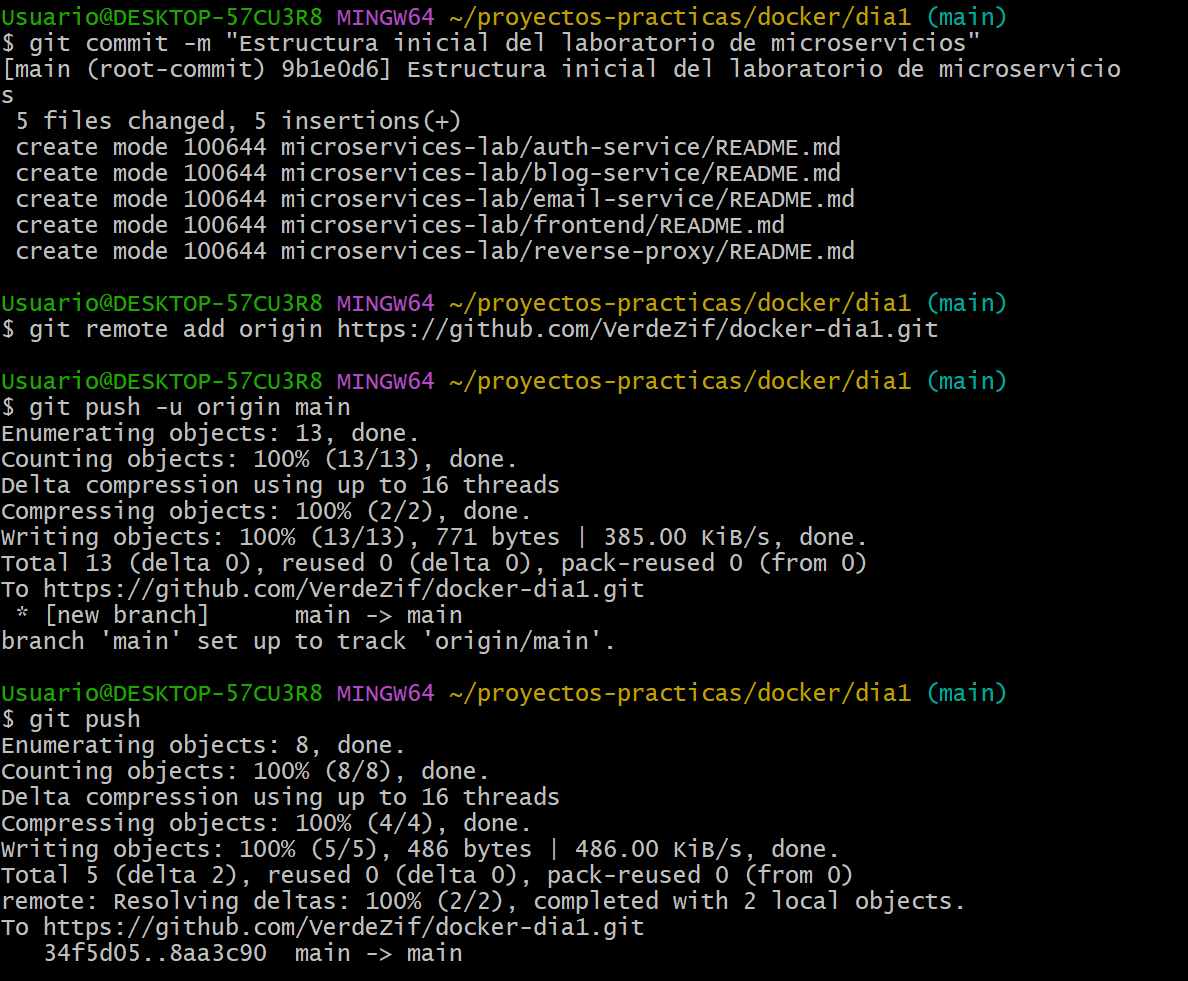 Usuario@DESKTOP-57CU3R8 MINGW64 ~/proyectos-practicas/docker/dia1 (main)
$ git commit -m "Estructura inicial del laboratorio de microservicios"
[main (root-commit) 9b1e0d6] Estructura inicial del laboratorio de microservicio
s
 5 files changed, 5 insertions(+)
 create mode 100644 microservices-lab/auth-service/README.md
 create mode 100644 microservices-lab/blog-service/README.md
 create mode 100644 microservices-lab/email-service/README.md
 create mode 100644 microservices-lab/frontend/README.md
 create mode 100644 microservices-lab/reverse-proxy/README.md

Usuario@DESKTOP-57CU3R8 MINGW64 ~/proyectos-practicas/docker/dia1 (main)
$ git remote add origin https://github.com/VerdeZif/docker-dia1.git

Usuario@DESKTOP-57CU3R8 MINGW64 ~/proyectos-practicas/docker/dia1 (main)
$ git push -u origin main
Enumerating objects: 13, done.
Counting objects: 100% (13/13), done.
Delta compression using up to 16 threads
Compressing objects: 100% (2/2), done.
Writing objects: 100% (13/13), 771 bytes | 385.00 KiB/s, done.
Total 13 (delta 0), reused 0 (delta 0), pack-reused 0 (from 0)
To https://github.com/VerdeZif/docker-dia1.git
 * [new branch]      main -> main
branch 'main' set up to track 'origin/main'.

Usuario@DESKTOP-57CU3R8 MINGW64 ~/proyectos-practicas/docker/dia1 (main)
$ git push
Enumerating objects: 8, done.
Counting objects: 100% (8/8), done.
Delta compression using up to 16 threads
Compressing objects: 100% (4/4), done.
Writing objects: 100% (5/5), 486 bytes | 486.00 KiB/s, done.
Total 5 (delta 2), reused 0 (delta 0), pack-reused 0 (from 0)
remote: Resolving deltas: 100% (2/2), completed with 2 local objects.
To https://github.com/VerdeZif/docker-dia1.git
   34f5d05..8aa3c90  main -> main